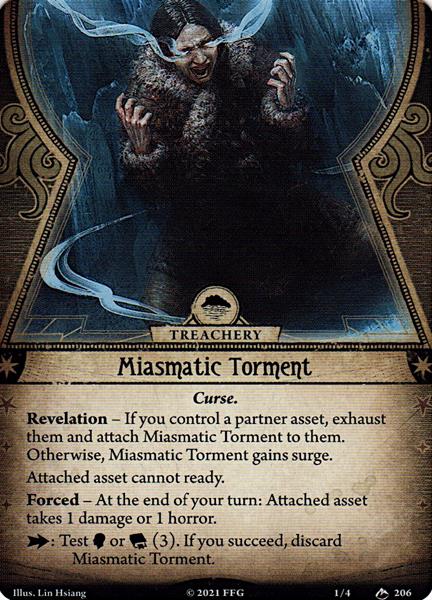 TREACHERY
Miasmatic Torment
Curse.
Revelation – If you control a partner asset, exhaust
them and attach Miasmatic Torment to them.
Otherwise, Miasmatic Torment gains surge.
Attached asset cannot ready.
Forced – At the end of your turn: Attached asset
takes 1 damage or 1 horror.
: Test or (3). If you succeed, discard
Miasmatic Torment.
Illus. Lin Hsiang © 2021 FFG 1/4 206